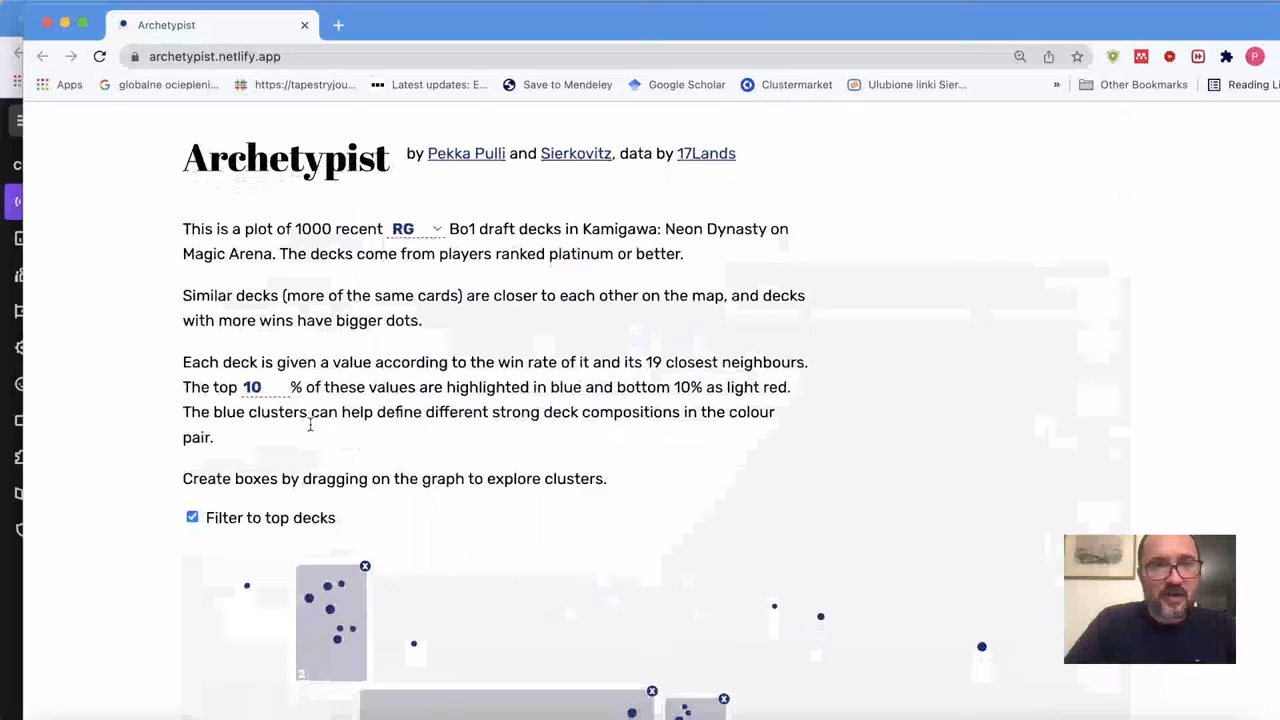 Archetypist
archetypist.netlify.app
P
Apps
globalne ociepleni...
https://tapestryjou...
Latest updates: E...
Save to Mendeley
Google Scholar
Clustermarket
Ulubione linki Sier...
»
Other Bookmarks
Reading Li
Archetypist by Pekka Pulli and Sierkovitz, data by 17Lands
This is a plot of 1000 recent RG Bo1 draft decks in Kamigawa: Neon Dynasty on
Magic Arena. The decks come from players ranked platinum or better.
Similar decks (more of the same cards) are closer to each other on the map, and decks
with more wins have bigger dots.
Each deck is given a value according to the win rate of it and its 19 closest neighbours.
The top 10 % of these values are highlighted in blue and bottom 10% as light red.
The blue clusters can help define different strong deck compositions in the colour
pair.
Create boxes by dragging on the graph to explore clusters.
Filter to top decks
2